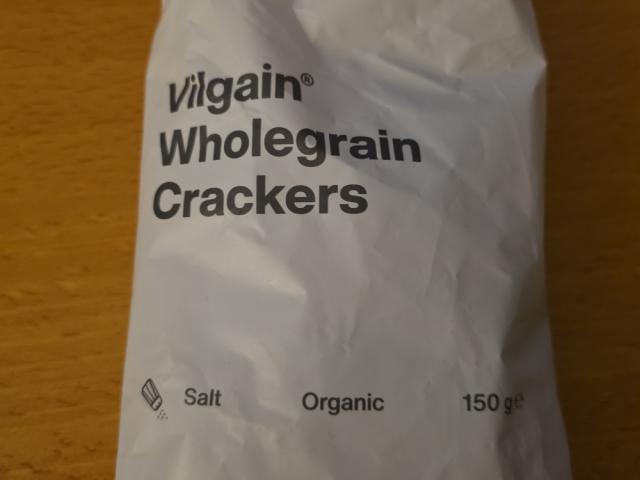 Vilgain®
Wholegrain
Crackers
Salt Organic 150 g℮